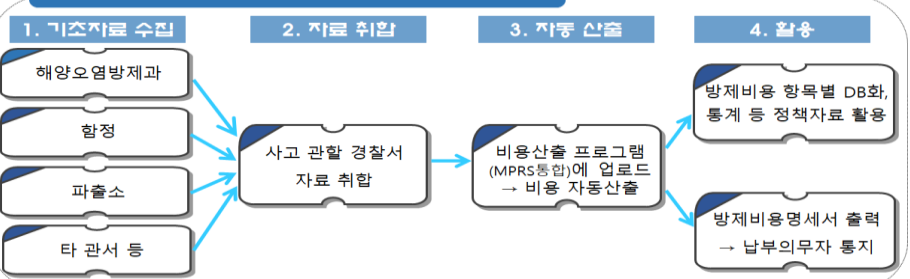 1. 기초자료 수집
2. 자료 취합
3. 자동 산출
4. 활용
해양오염방제과
함정
파출소
타 관서 등
사고 관할 경찰서
자료 취합
비용산출 프로그램
(MPRS통합)에 업로드
→ 비용 자동산출
방제비용 항목별 DB화,
통계 등 정책자료 활용
방제비용명세서 출력
→ 납부의무자 통지